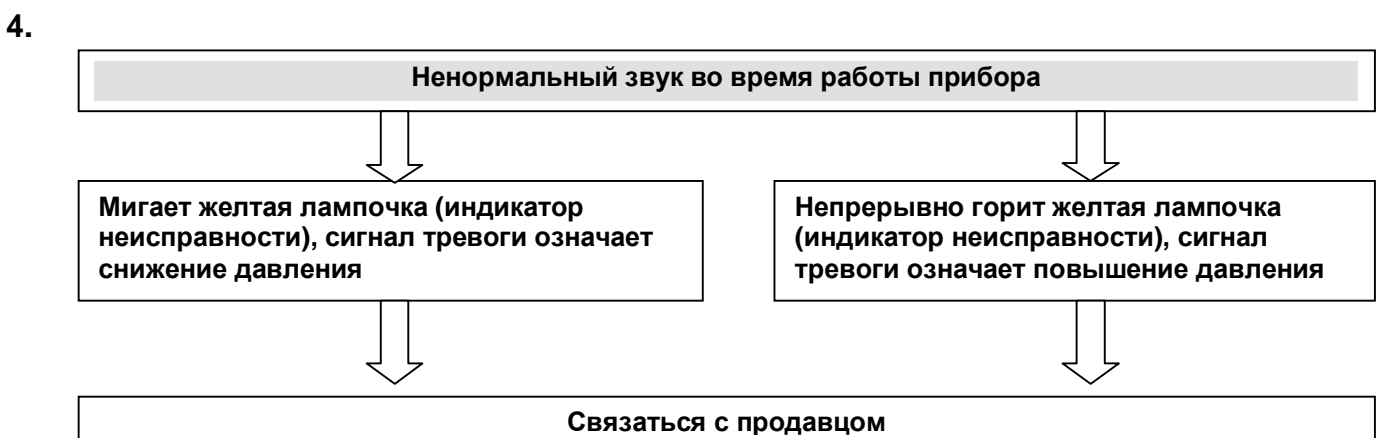 4.
Ненормальный звук во время работы прибора
Мигает желтая лампочка (индикатор
неисправности), сигнал тревоги означает
снижение давления
Непрерывно горит желтая лампочка
(индикатор неисправности), сигнал
тревоги означает повышение давления
Связаться с продавцом